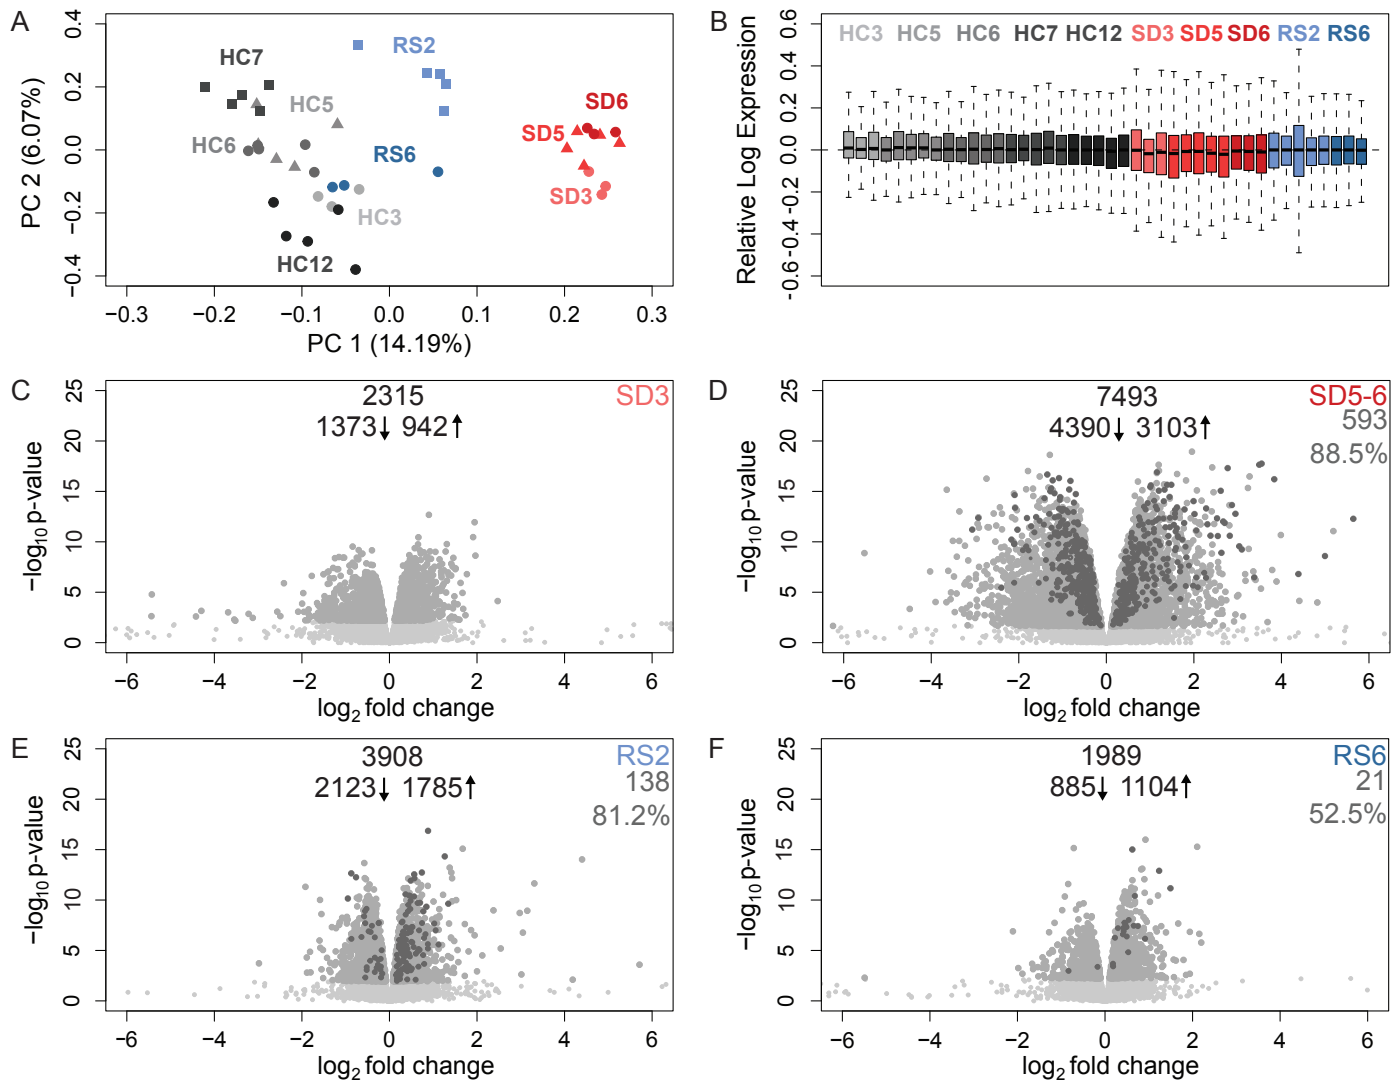 A
PC 2 (6.07%)
0.4
0.2
0.0
−0.2
−0.4
HC7
HC5
HC6
HC3
HC12
RS2
RS6
SD6
SD5
SD3
−0.3
−0.2
−0.1
0.0
0.1
0.2
0.3
PC 1 (14.19%)
B
Relative Log Expression
0.6
0.4
0.2
0.0
-0.2
-0.4
-0.6
HC3 HC5 HC6 HC7 HC12 SD3 SD5 SD6 RS2 RS6
C
2315
1373↓ 942↑
SD3
−log10 p-value
25
20
15
10
5
0
−6 −4 −2 0 2 4 6
log2 fold change
D
7493
4390↓ 3103↑
SD5-6
593
88.5%
−log10 p-value
25
20
15
10
5
0
−6 −4 −2 0 2 4 6
log2 fold change
E
3908
2123↓ 1785↑
RS2
138
81.2%
−log10 p-value
25
20
15
10
5
0
−6 −4 −2 0 2 4 6
log2 fold change
F
1989
885↓ 1104↑
RS6
21
52.5%
−log10 p-value
25
20
15
10
5
0
−6 −4 −2 0 2 4 6
log2 fold change